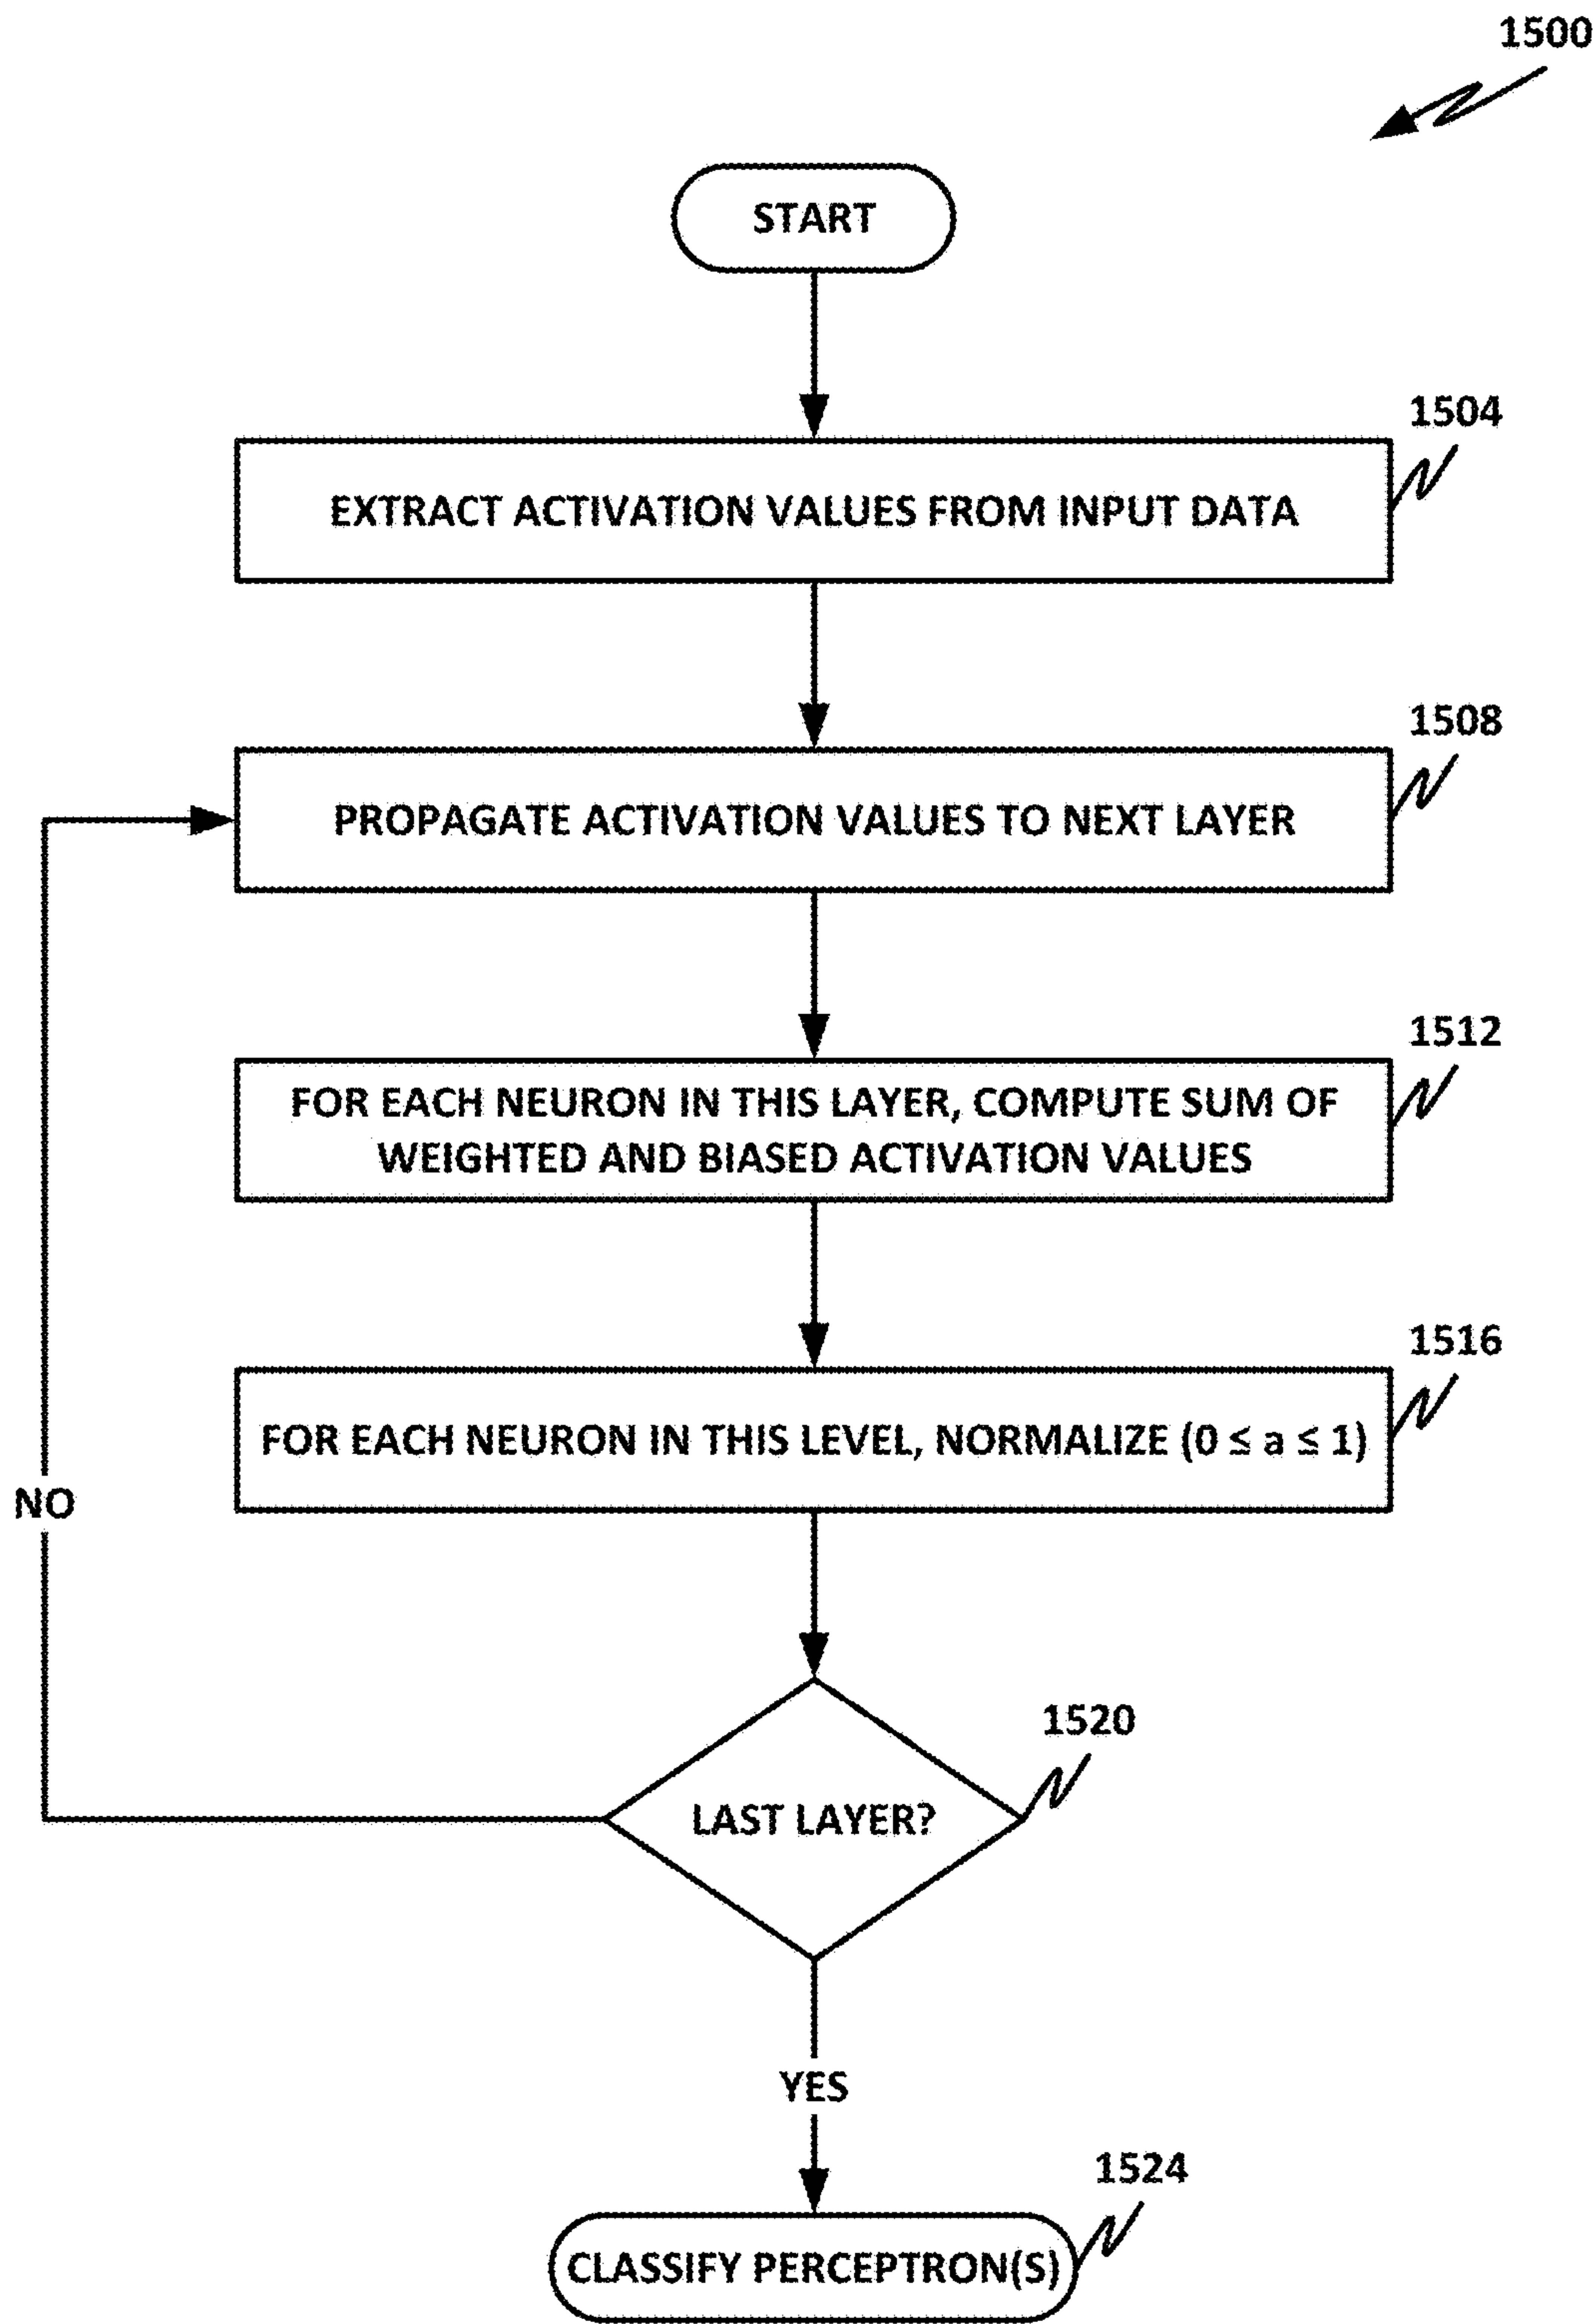 1500
START
1504
EXTRACT ACTIVATION VALUES FROM INPUT DATA
1508
PROPAGATE ACTIVATION VALUES TO NEXT LAYER
1512
FOR EACH NEURON IN THIS LAYER, COMPUTE SUM OF
WEIGHTED AND BIASED ACTIVATION VALUES
1516
FOR EACH NEURON IN THIS LEVEL, NORMALIZE (0 ≤ a ≤ 1)
NO
1520
LAST LAYER?
YES
1524
CLASSIFY PERCEPTRON(S)